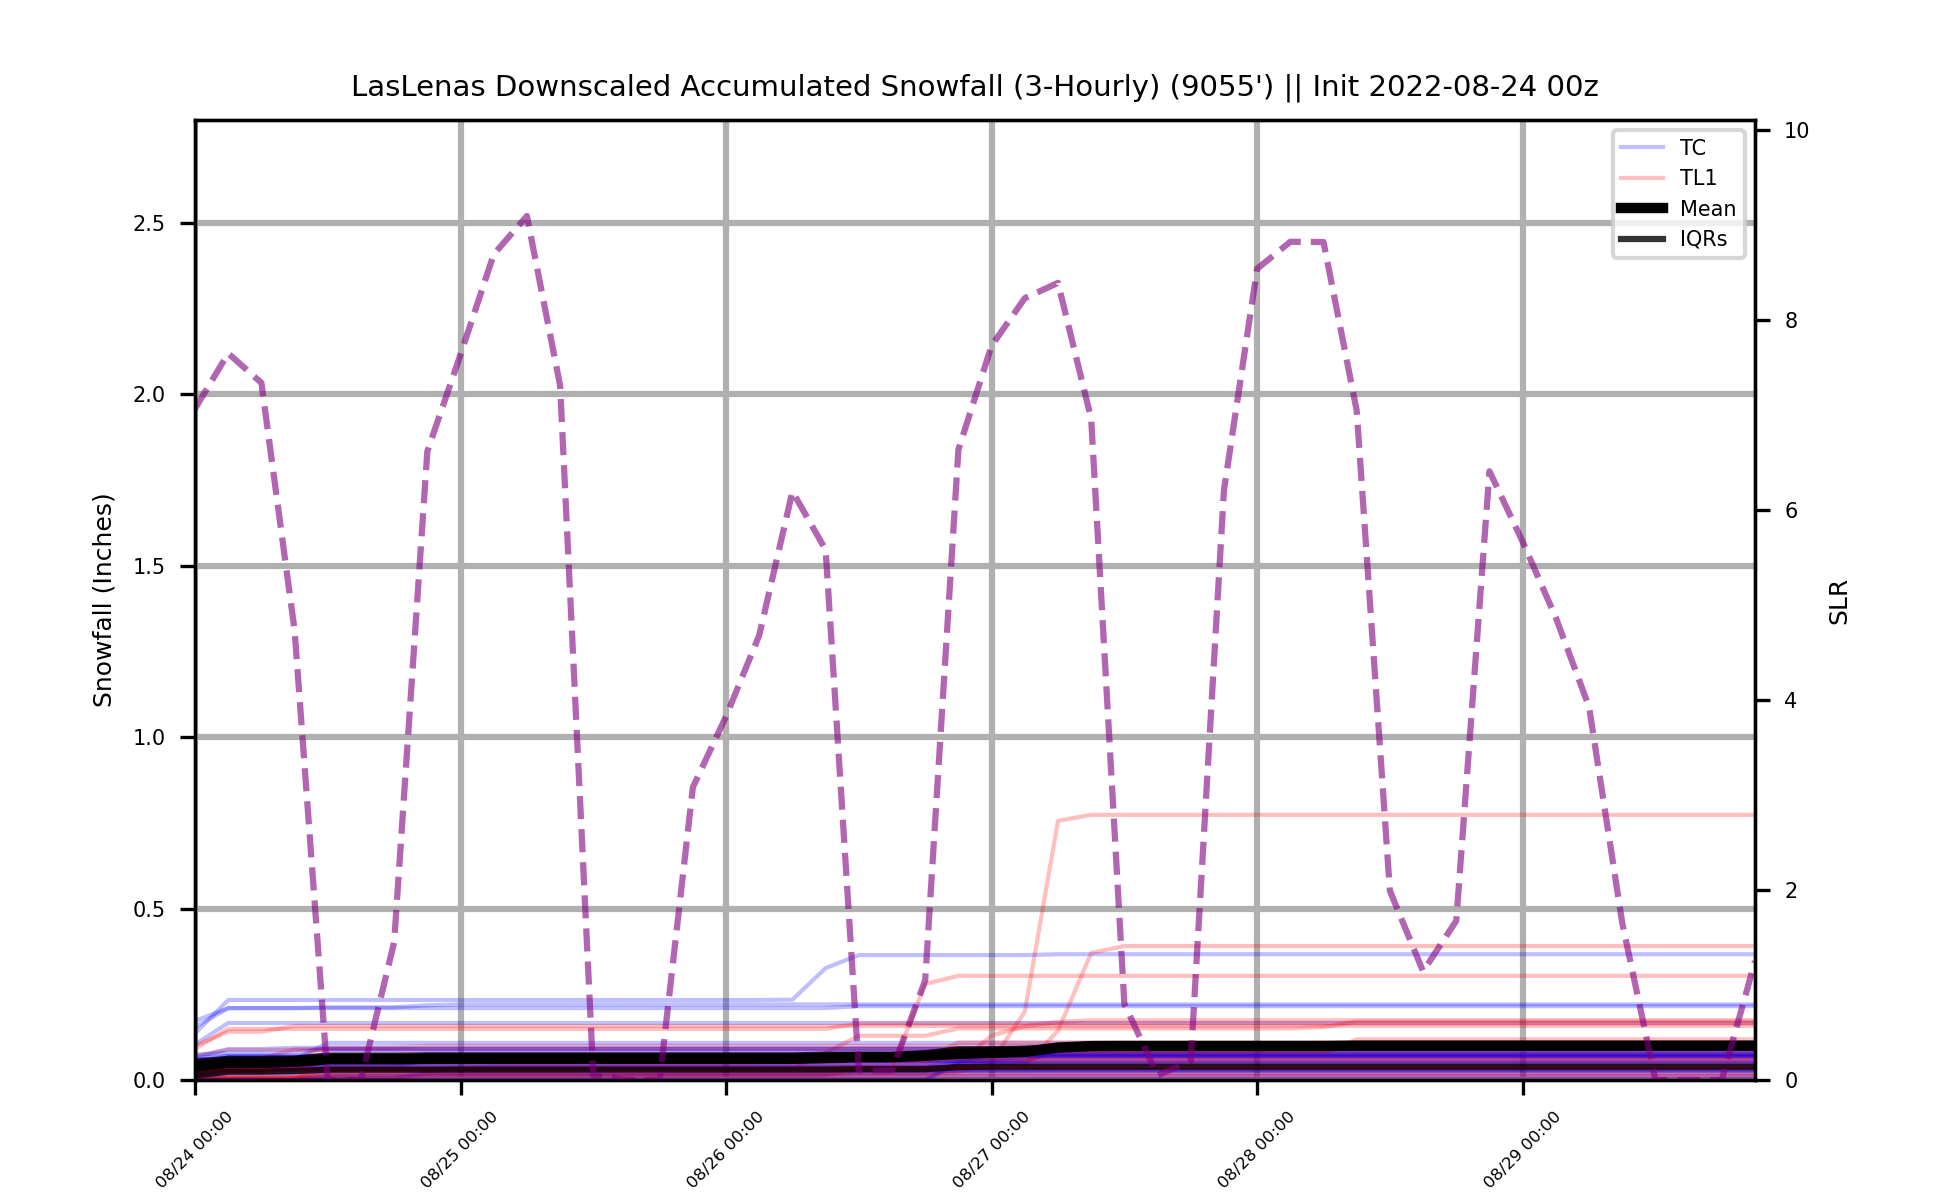 LasLenas Downscaled Accumulated Snowfall (3-Hourly) (9055') || Init 2022-08-24 00z
TC
TL1
Mean
IQRs
Snowfall (Inches)
2.5
2.0
1.5
1.0
0.5
0.0
10
8
6
4
2
0
SLR
08/24 00:00
08/25 00:00
08/26 00:00
08/27 00:00
08/28 00:00
08/29 00:00